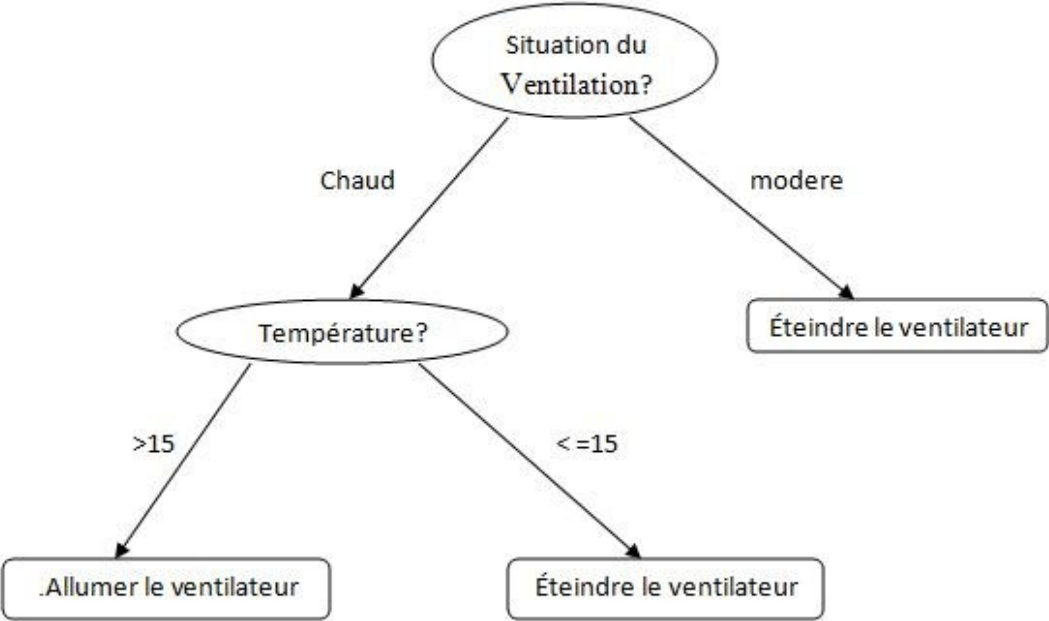 Situation du
Ventilation?
Chaud
modere
Température?
Éteindre le ventilateur
>15
< =15
.Allumer le ventilateur
Éteindre le ventilateur